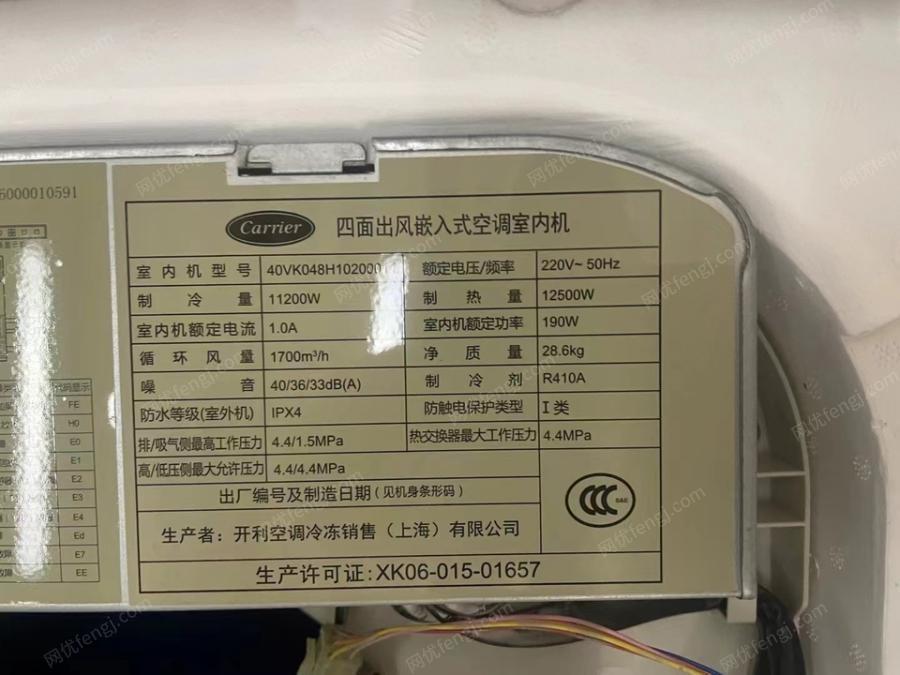 6000010591
Carrier 四面出风嵌入式空调室内机
室内机型号 40VK048H102000 额定电压/频率 220V~ 50Hz
制冷量 11200W 制热量 12500W
室内机额定电流 1.0A 室内机额定功率 190W
循环风量 1700m³/h 净质量 28.6kg
噪音 40/36/33dB(A) 制冷剂 R410A
防水等级(室外机) IPX4 防触电保护类型 I 类
排/吸气侧最高工作压力 4.4/1.5MPa 热交换器最大工作压力 4.4MPa
高/低压侧最大允许压力 4.4/4.4MPa
出厂编号及制造日期 (见机身条形码)
CCC S&E
生产者：开利空调冷冻销售（上海）有限公司
生产许可证:XK06-015-01657
代码显示
FE
H0
E0
E1
E2
E3
E4
Ed
E7
EE
网优fengj.com